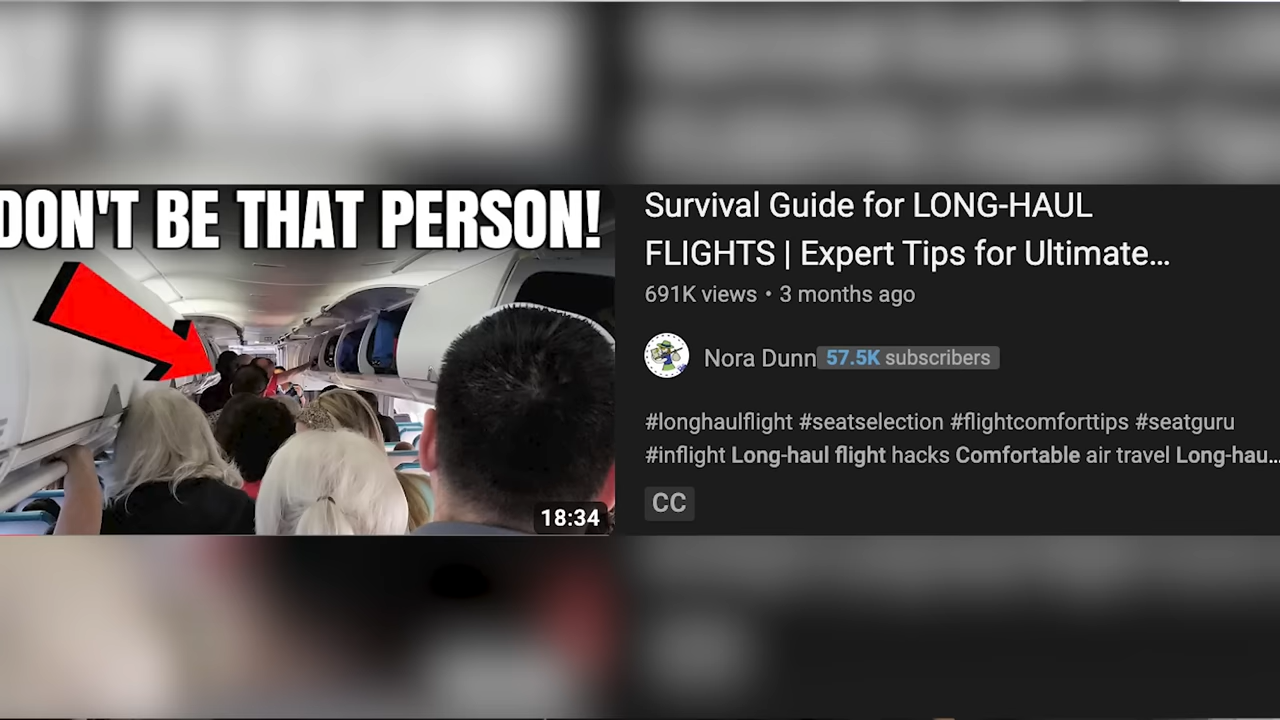 DON'T BE THAT PERSON!
18:34
Survival Guide for LONG-HAUL
FLIGHTS | Expert Tips for Ultimate...
691K views • 3 months ago
Nora Dunn 57.5K subscribers
#longhaulflight #seatselection #flightcomforttips #seatguru
#inflight Long-haul flight hacks Comfortable air travel Long-hau...
CC